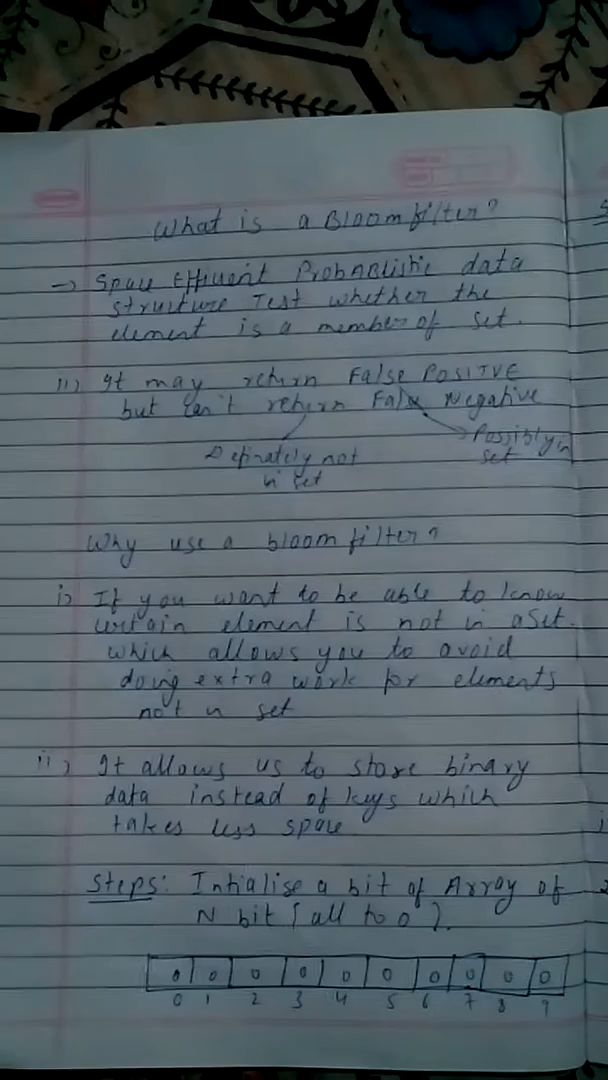 What is a Bloom filter?
→ Space Efficient Probablistic data
structure Test whether the
element is a member of set.
ii) It may return False POSITVE
but can't return False Negative
Definately not
in set
Possibly in
set
Why use a bloom filter?
i) If you want to be able to know
certain element is not in a set.
which allows you to avoid
doing extra work for elements
not in set
ii) It allows us to store binary
data instead of keys which
takes less space
Steps: Intialise a bit of Array of
N bit [all to 0].
0 0 0 0 0 0 0 0 0 0
0 1 2 3 4 5 6 7 8 9